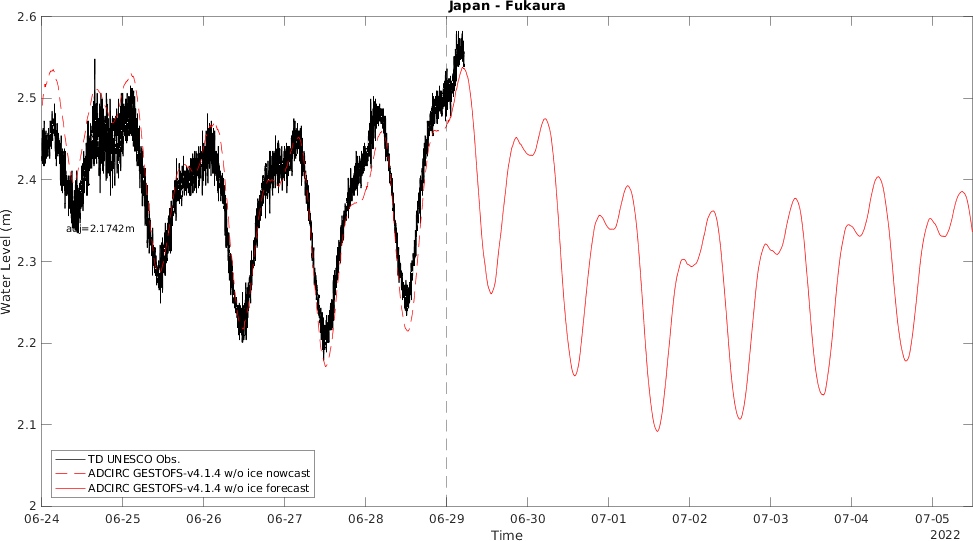 Japan - Fukaura
2.6
2.5
2.4
2.3
2.2
2.1
2
Water Level (m)
adj=2.1742m
TD UNESCO Obs.
ADCIRC GESTOFS-v4.1.4 w/o ice nowcast
ADCIRC GESTOFS-v4.1.4 w/o ice forecast
06-24 06-25 06-26 06-27 06-28 06-29 06-30 07-01 07-02 07-03 07-04 07-05
Time
2022